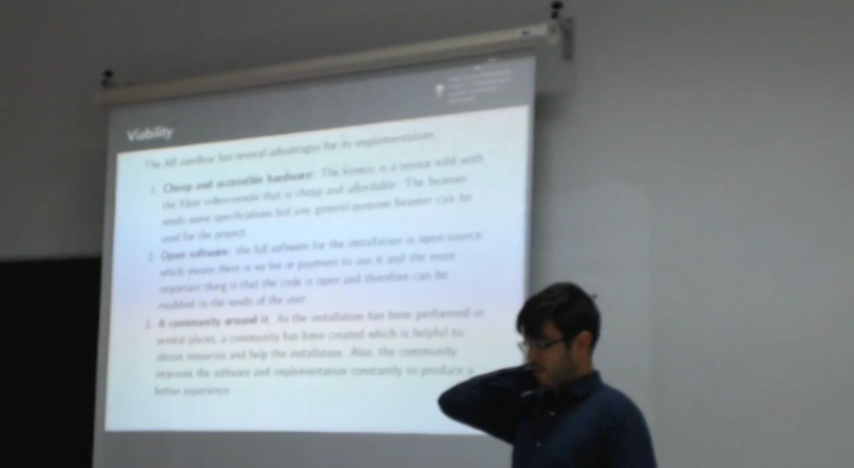 Viability
The AR sandbox has several advantages for its implementation:
1. Cheap and accessible hardware: The kinect is a sensor sold with
the Xbox videoconsole that is cheap and affordable. The beamer
needs some specifications but any general-purpose beamer can be
used for the project.
2. Open software: the full software for the installation is open-source
which means there is no fee or payment to use it and the most
important thing is that the code is open and therefore can be
modified to the needs of the user.
3. A community around it: As the installation has been performed in
several places, a community has been created which is helpful to
obtain resources and help the installation. Also, the community
improves the software and implementation constantly to produce a
better experience.